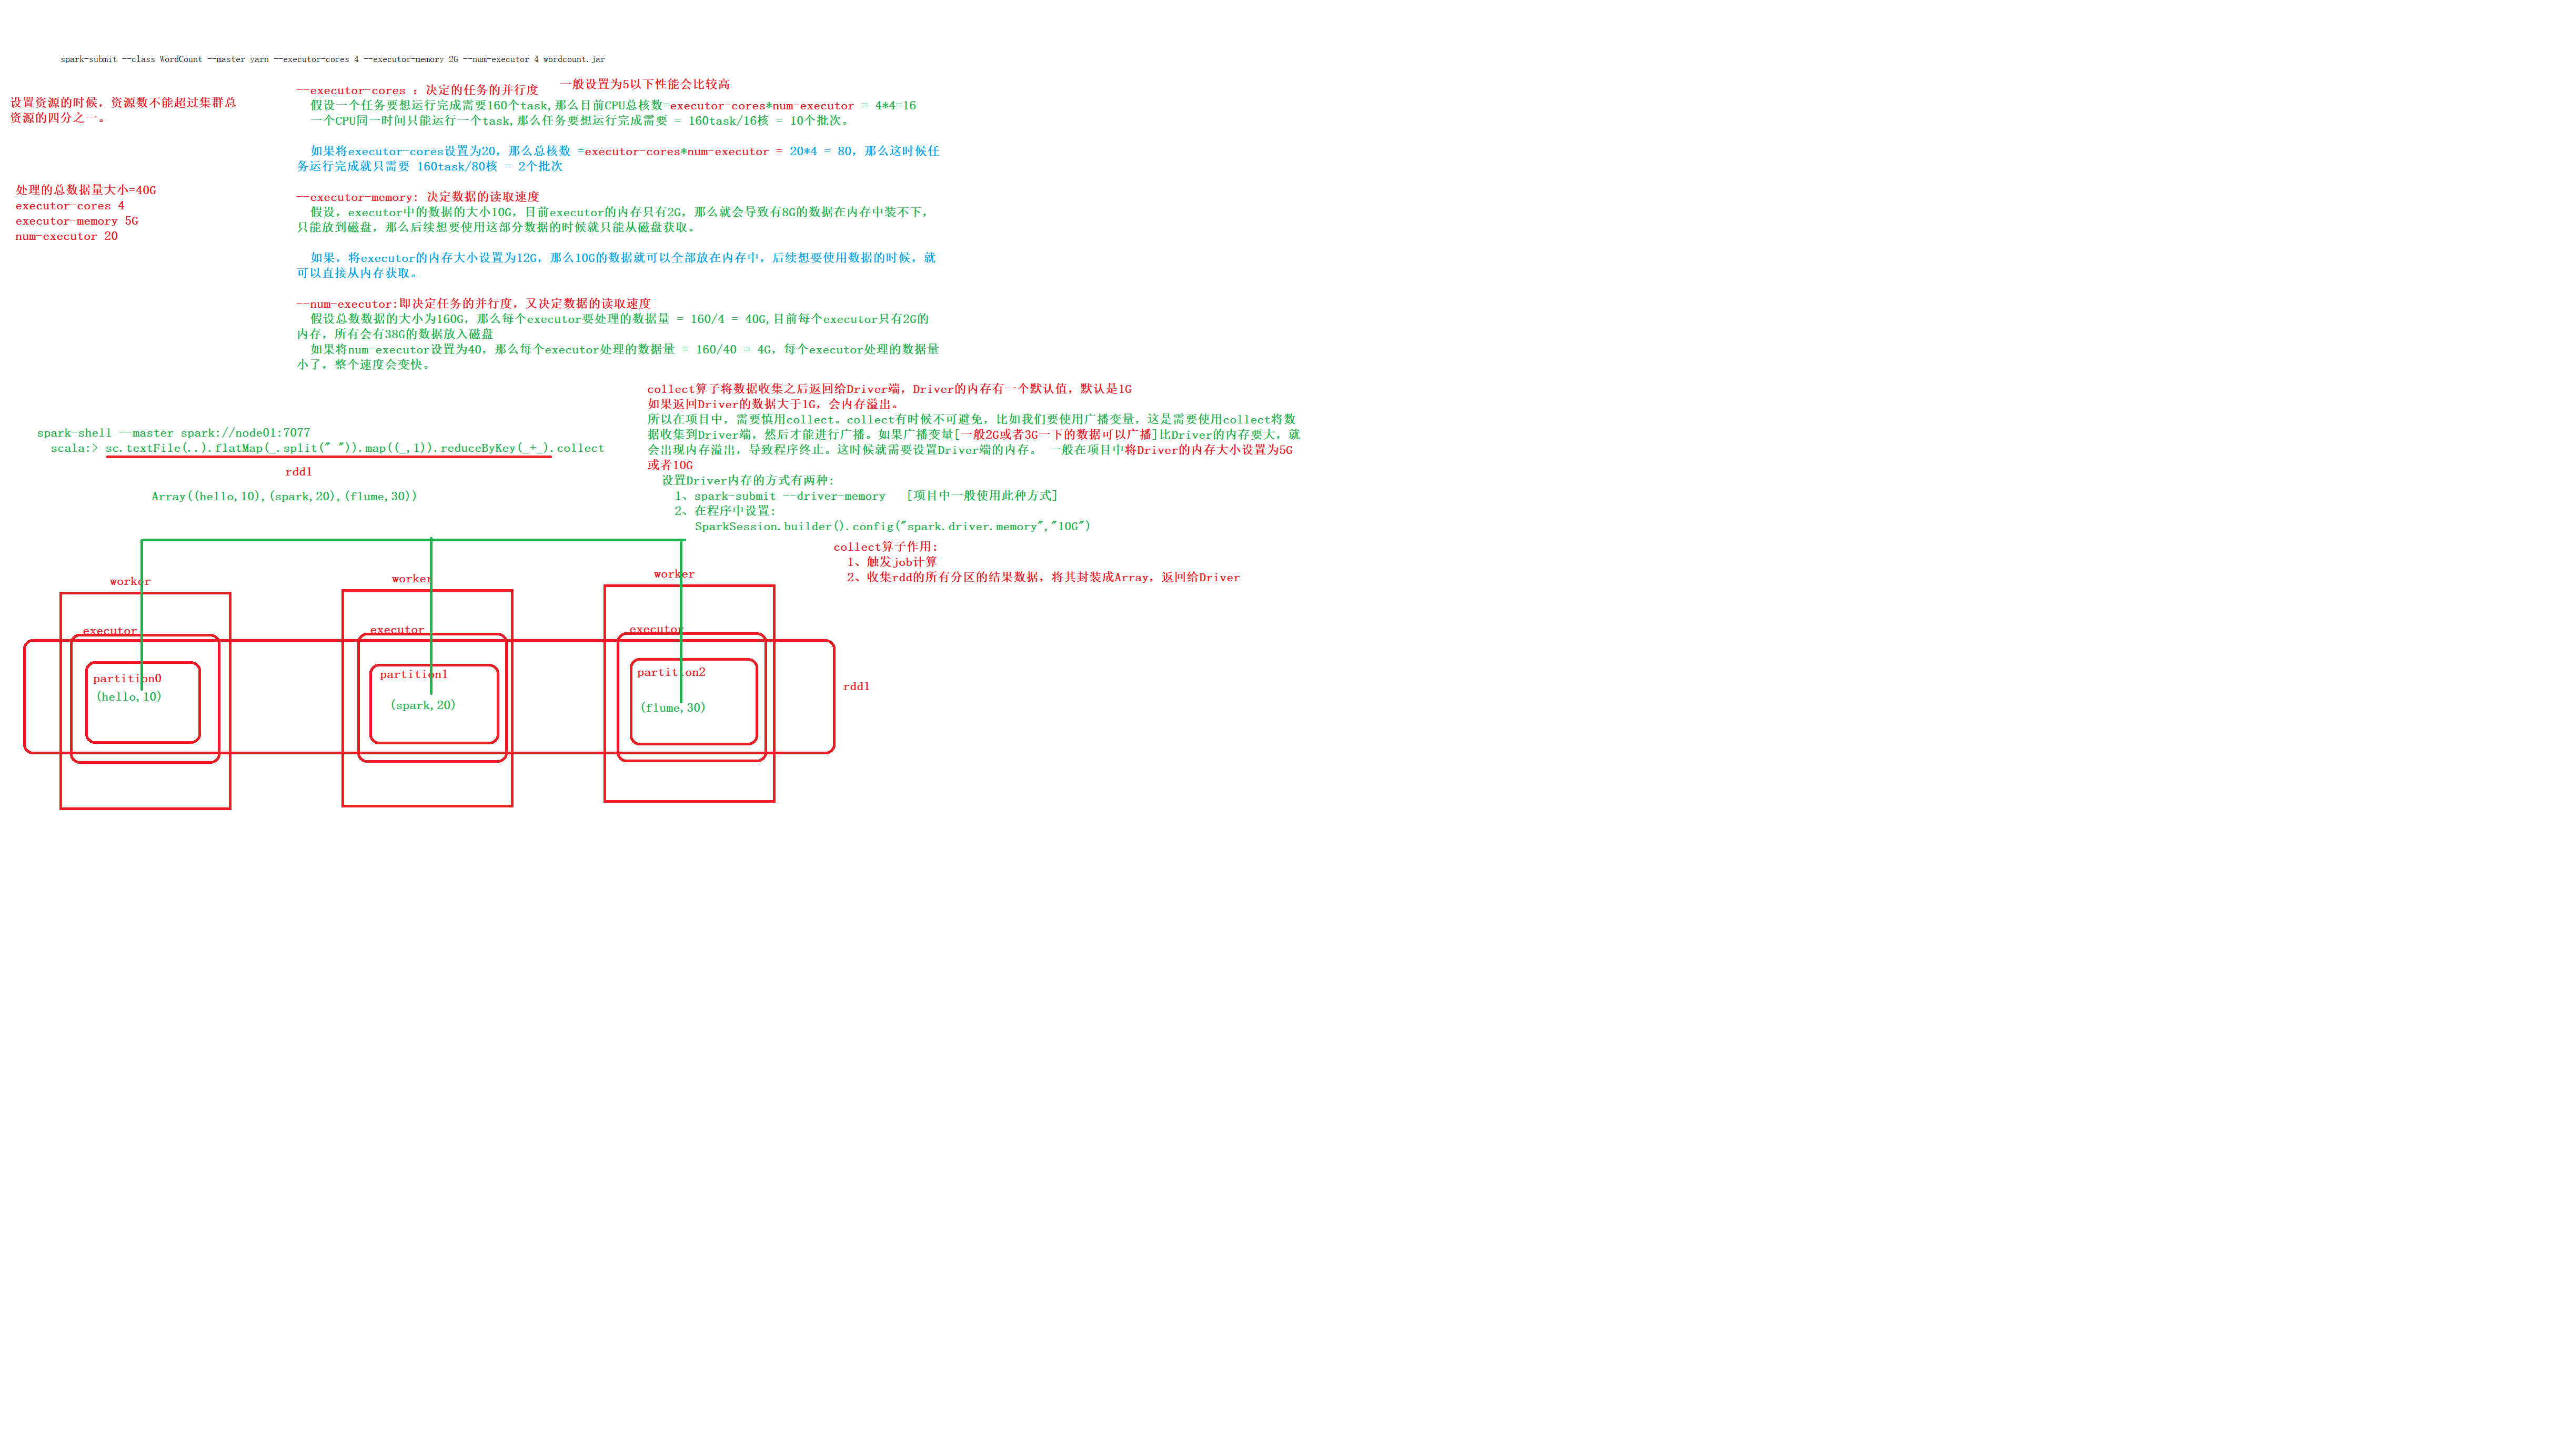 spark-submit --class WordCount --master yarn --executor-cores 4 --executor-memory 2G --num-executor 4 wordcount.jar
设置资源的时候，资源数不能超过集群总
资源的四分之一。
处理的总数据量大小=40G
executor-cores 4
executor-memory 5G
num-executor 20
一般设置为5以下性能会比较高
--executor-cores ：决定的任务的并行度
假设一个任务要想运行完成需要160个task,那么目前CPU总核数=executor-cores*num-executor = 4*4=16
一个CPU同一时间只能运行一个task,那么任务要想运行完成需要 = 160task/16核 = 10个批次。
如果将executor-cores设置为20，那么总核数 =executor-cores*num-executor = 20*4 = 80，那么这时候任
务运行完成就只需要 160task/80核 = 2个批次
--executor-memory: 决定数据的读取速度
假设，executor中的数据的大小10G，目前executor的内存只有2G，那么就会导致有8G的数据在内存中装不下，
只能放到磁盘，那么后续想要使用这部分数据的时候就只能从磁盘获取。
如果，将executor的内存大小设置为12G，那么10G的数据就可以全部放在内存中，后续想要使用数据的时候，就
可以直接从内存获取。
--num-executor:即决定任务的并行度，又决定数据的读取速度
假设总数数据的大小为160G，那么每个executor要处理的数据量 = 160/4 = 40G,目前每个executor只有2G的
内存，所有会有38G的数据放入磁盘
如果将num-executor设置为40，那么每个executor处理的数据量 = 160/40 = 4G，每个executor处理的数据量
小了，整个速度会变快。
collect算子将数据收集之后返回给Driver端，Driver的内存有一个默认值，默认是1G
如果返回Driver的数据大于1G，会内存溢出。
所以在项目中，需要慎用collect。collect有时候不可避免，比如我们要使用广播变量，这是需要使用collect将数
据收集到Driver端，然后才能进行广播。如果广播变量[一般2G或者3G一下的数据可以广播]比Driver的内存要大，就
会出现内存溢出，导致程序终止。这时候就需要设置Driver端的内存。 一般在项目中将Driver的内存大小设置为5G
或者10G
设置Driver内存的方式有两种:
1、spark-submit --driver-memory [项目中一般使用此种方式]
2、在程序中设置:
SparkSession.builder().config("spark.driver.memory","10G")
collect算子作用:
1、触发job计算
2、收集rdd的所有分区的结果数据，将其封装成Array，返回给Driver
spark-shell --master spark://node01:7077
scala:> sc.textFile(..).flatMap(_.split(" ")).map((_,1)).reduceByKey(_+_).collect
rdd1
Array((hello,10),(spark,20),(flume,30))
worker
worker
worker
executor
executor
executor
partition0
partition1
partition2
(hello,10)
(spark,20)
(flume,30)
rdd1